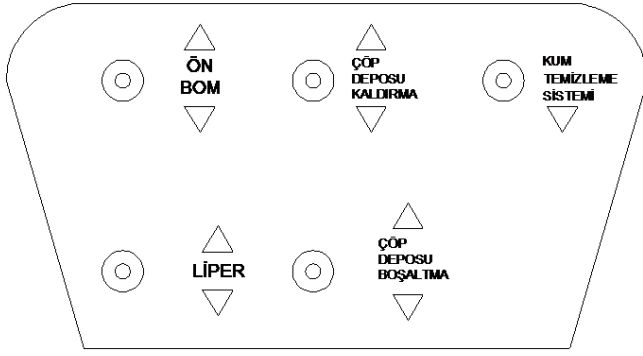 ÖN
BOM
ÇÖP
DEPOSU
KALDIRMA
KUM
TEMİZLEME
SİSTEMİ
LİPER
ÇÖP
DEPOSU
BOŞALTMA